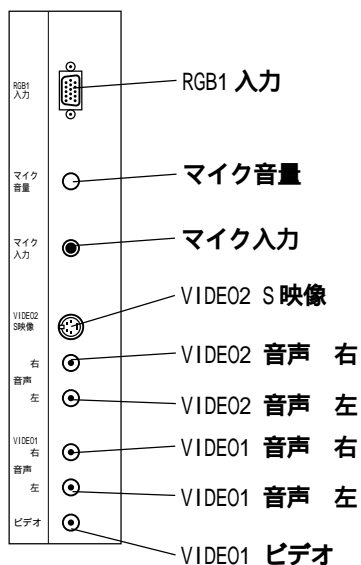 RGB1
入力
RGB1 入力
マイク
音量
マイク音量
マイク
入力
マイク入力
VIDEO2
S映像
VIDEO2 S映像
右
VIDEO2 音声 右
音声
左
VIDEO2 音声 左
VIDEO1
右
VIDEO1 音声 右
音声
左
VIDEO1 音声 左
ビデオ
VIDEO1 ビデオ